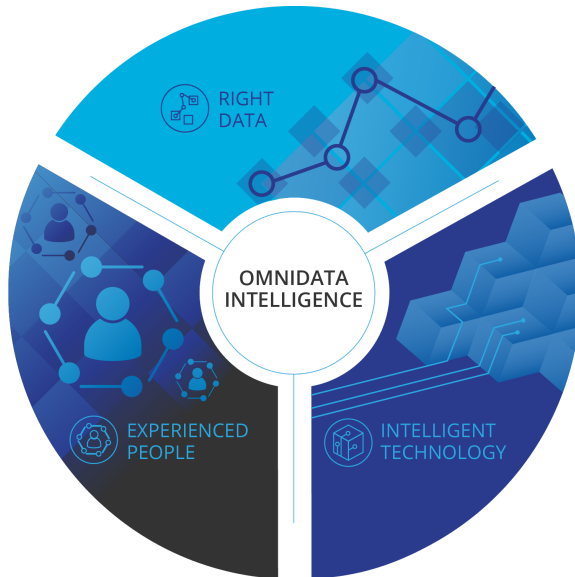 RIGHT
DATA
OMNIDATA
INTELLIGENCE
EXPERIENCED
PEOPLE
INTELLIGENT
TECHNOLOGY